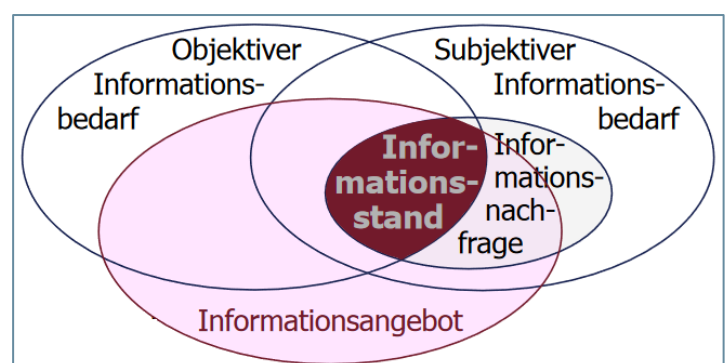 Objektiver
Informations-
bedarf
Subjektiver
Informations-
bedarf
Infor-
mations-
stand
Infor-
mations-
nach-
frage
Informationsangebot